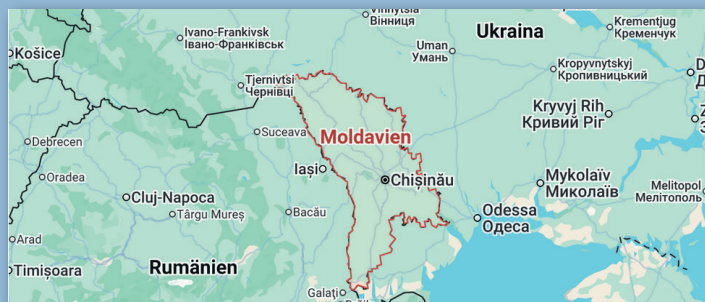 Vinnytsia
Вінниця
Ivano-Frankivsk
Івано-Франківськ
Ukraina
Krementjug
Кременчук
Košice
Uman
Умань
Kropyvnytskyj
Кропивницький
Tjernivtsi
Чернівці
Kryvyj Rih
Кривий Ріг
Suceava
Moldavien
Debrecen
Iași
Chișinău
Oradea
Mykolaïv
Миколаїв
Melitopol
Мелітополь
Cluj-Napoca
Târgu Mureș
Bacău
Odessa
Одеса
Arad
Timișoara
Rumänien
Galați